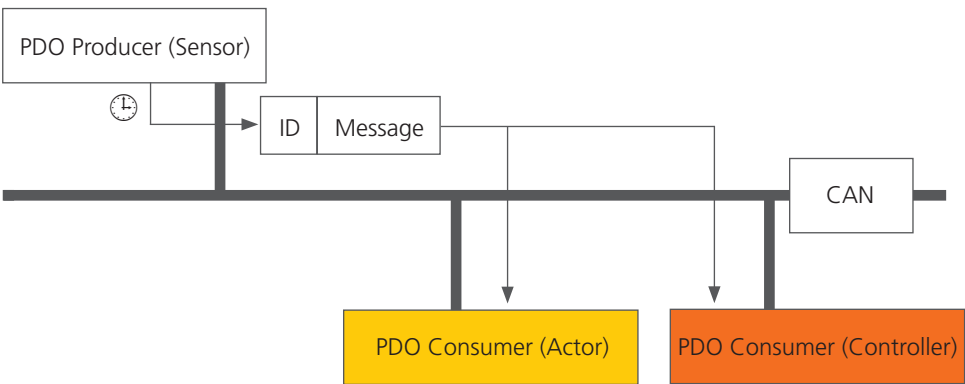 PDO Producer (Sensor)
ID
Message
CAN
PDO Consumer (Actor)
PDO Consumer (Controller)